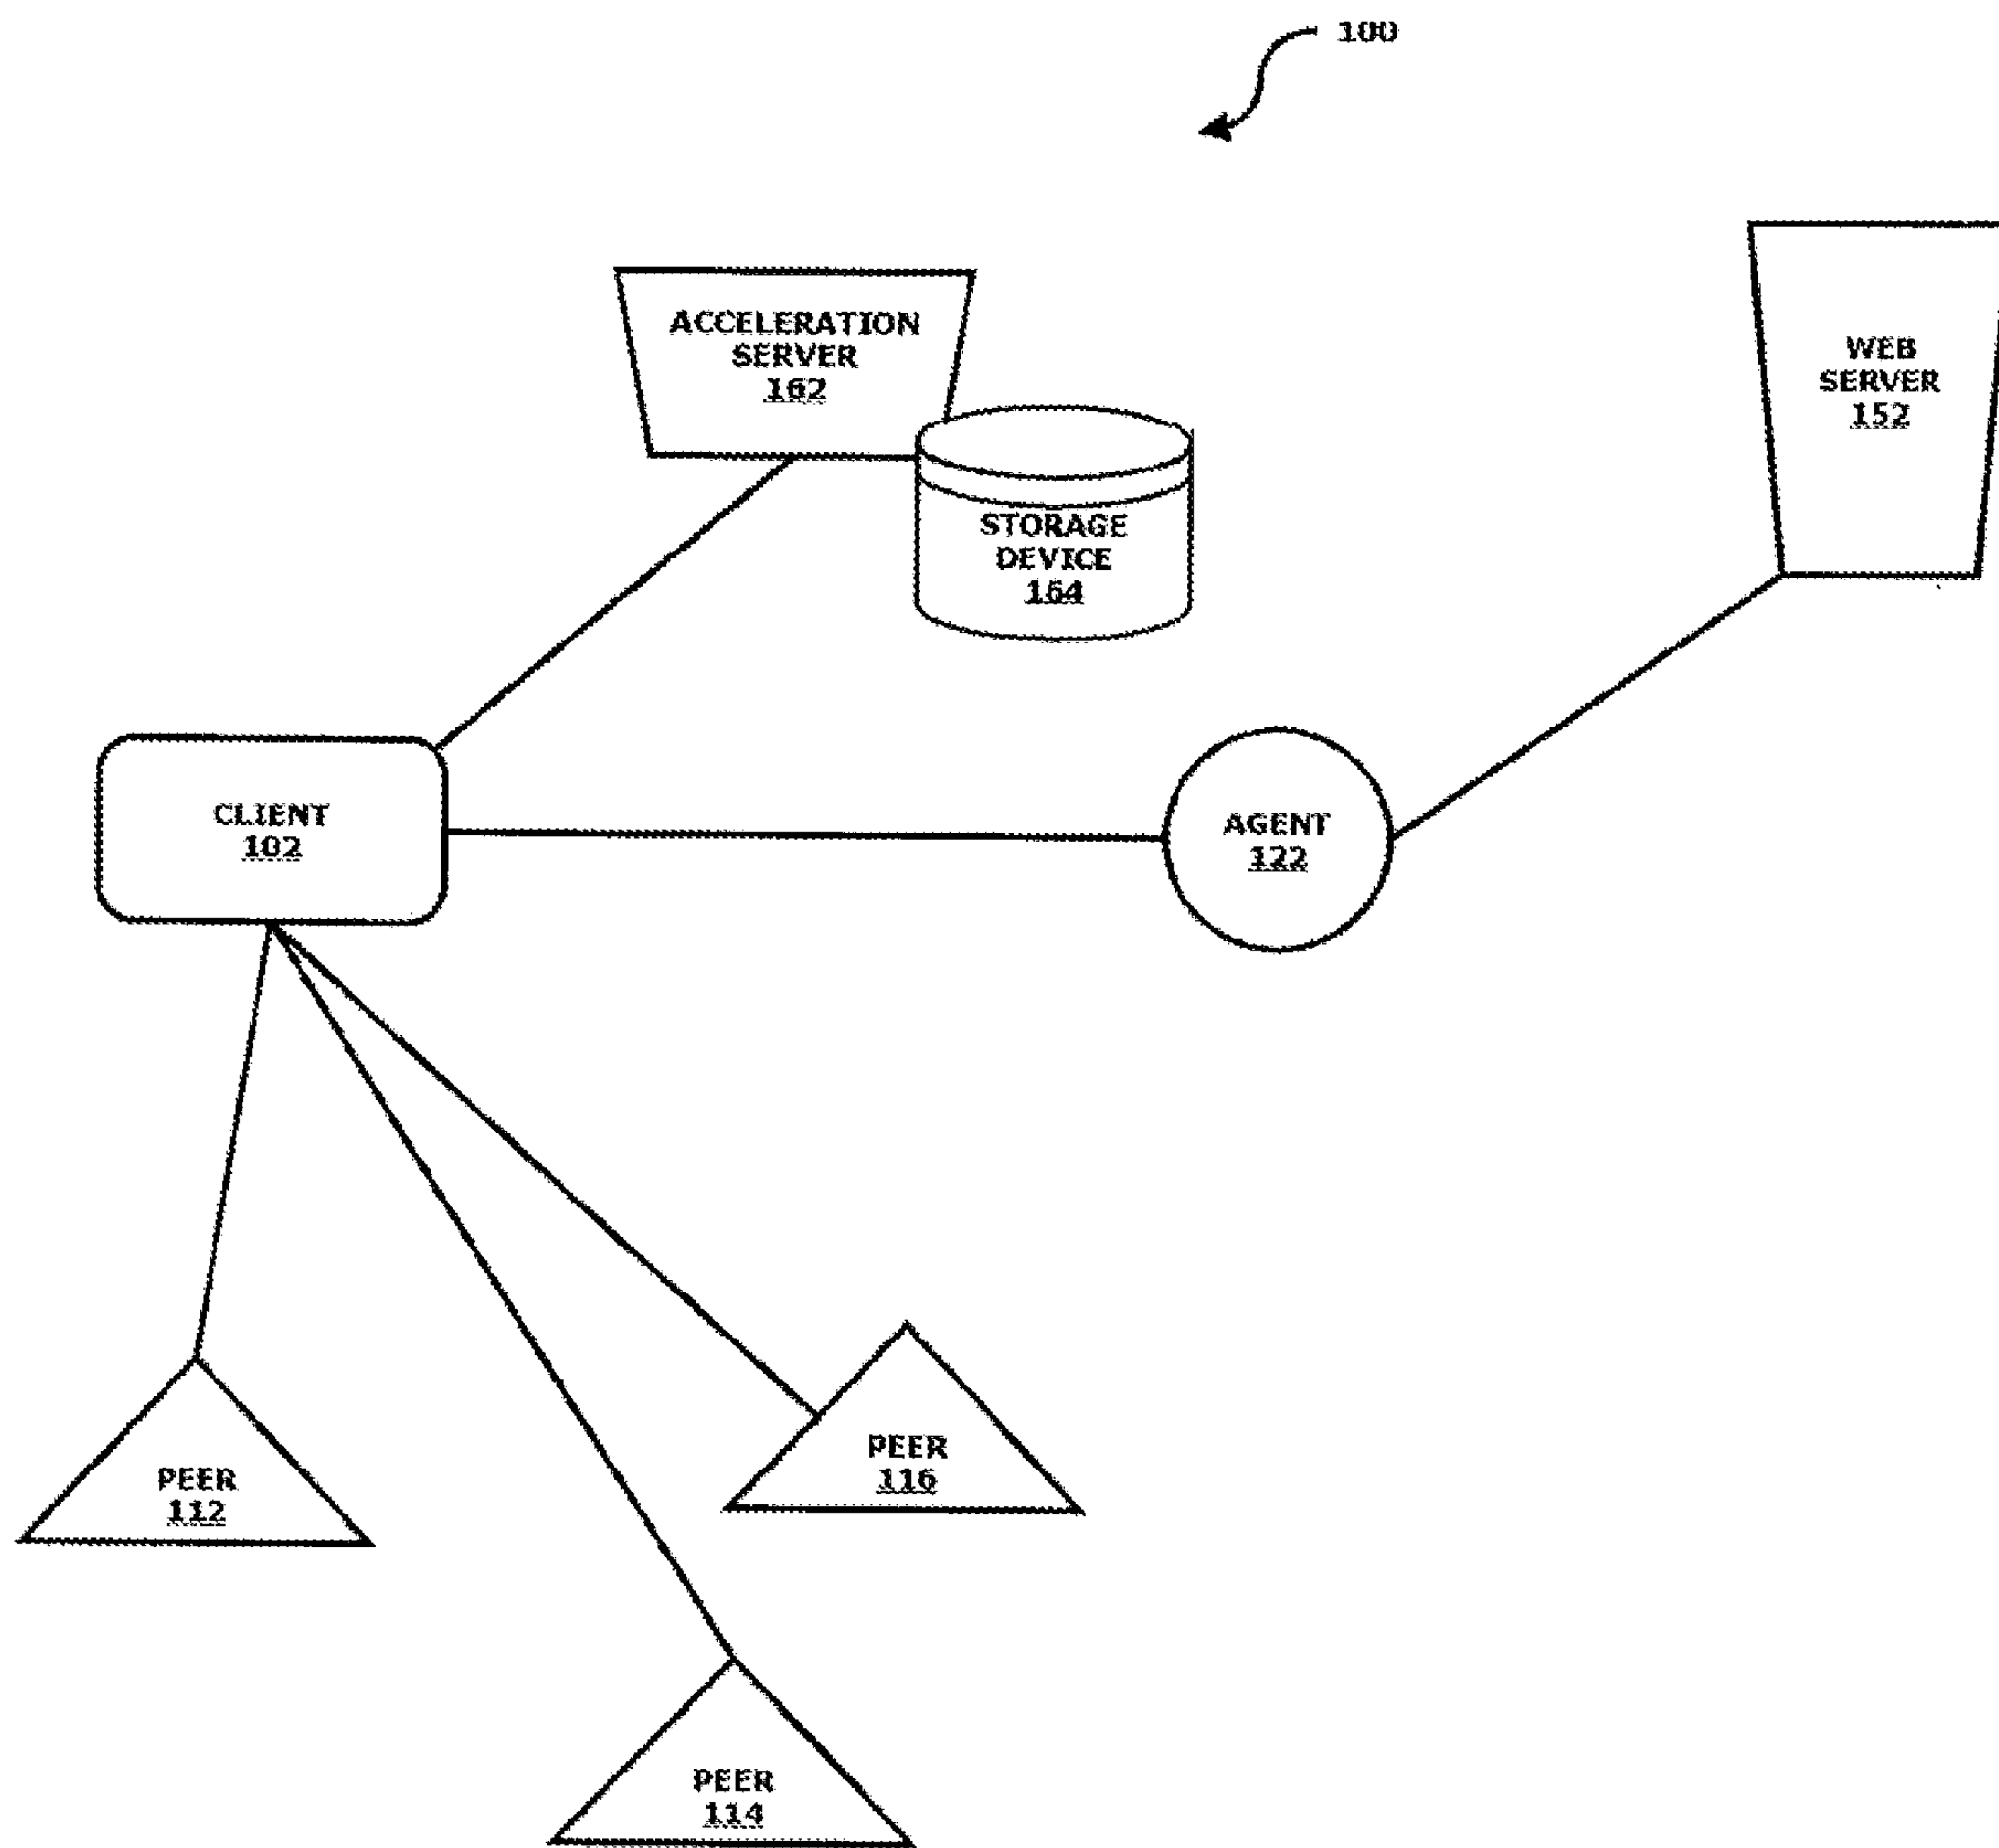 100
ACCELERATION
SERVER
162
WEB
SERVER
152
STORAGE
DEVICE
164
CLIENT
102
AGENT
122
PEER
116
PEER
112
PEER
114